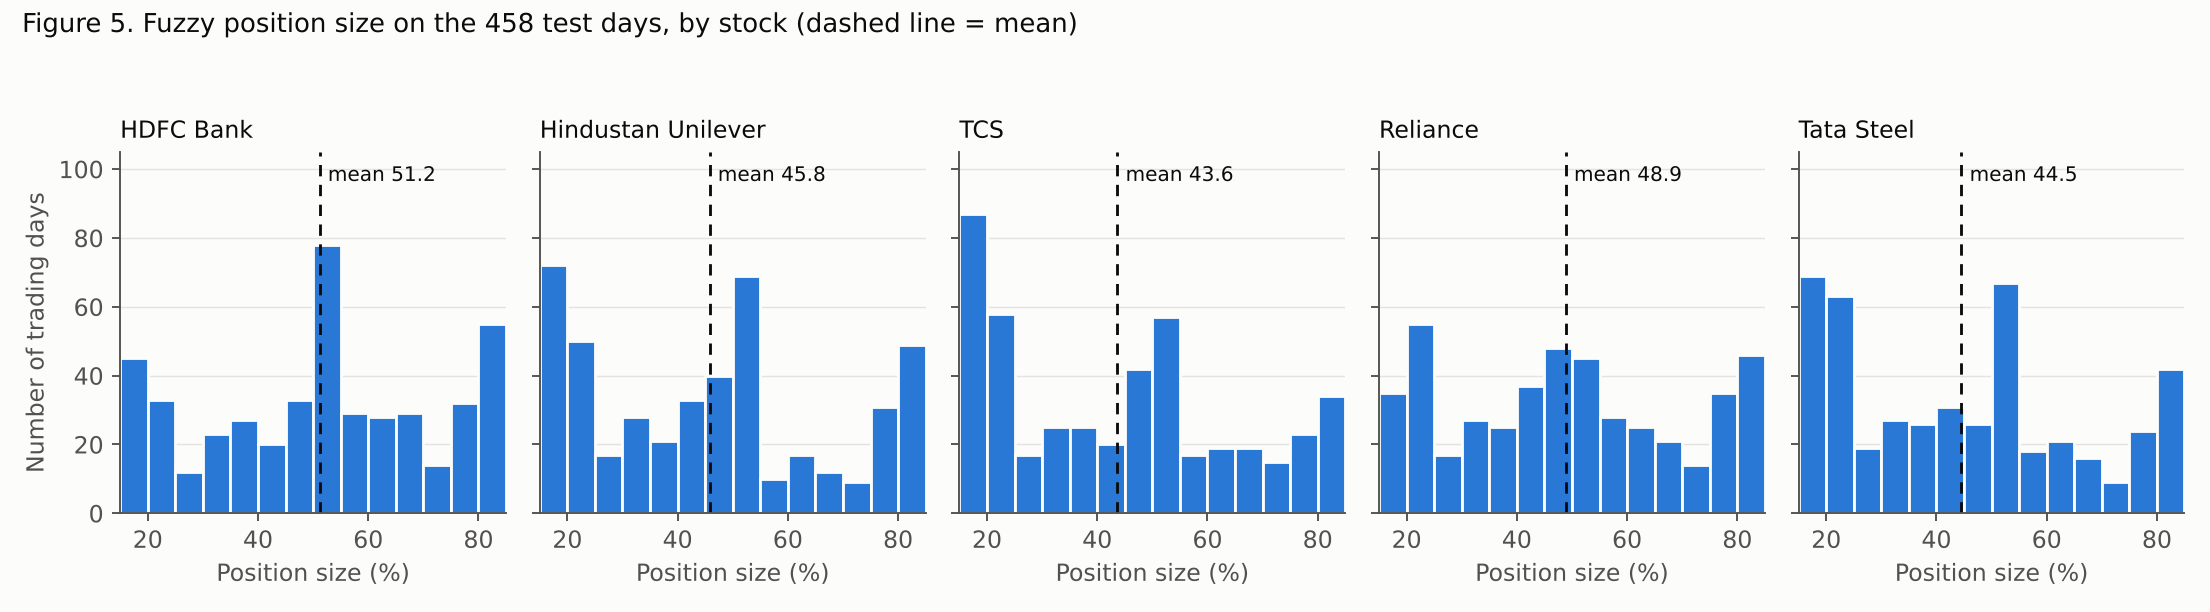 Figure 5. Fuzzy position size on the 458 test days, by stock (dashed line = mean)
HDFC Bank
Hindustan Unilever
TCS
Reliance
Tata Steel
mean 51.2
mean 45.8
mean 43.6
mean 48.9
mean 44.5
Number of trading days
100
80
60
40
20
0
20 40 60 80
20 40 60 80
20 40 60 80
20 40 60 80
20 40 60 80
Position size (%)
Position size (%)
Position size (%)
Position size (%)
Position size (%)